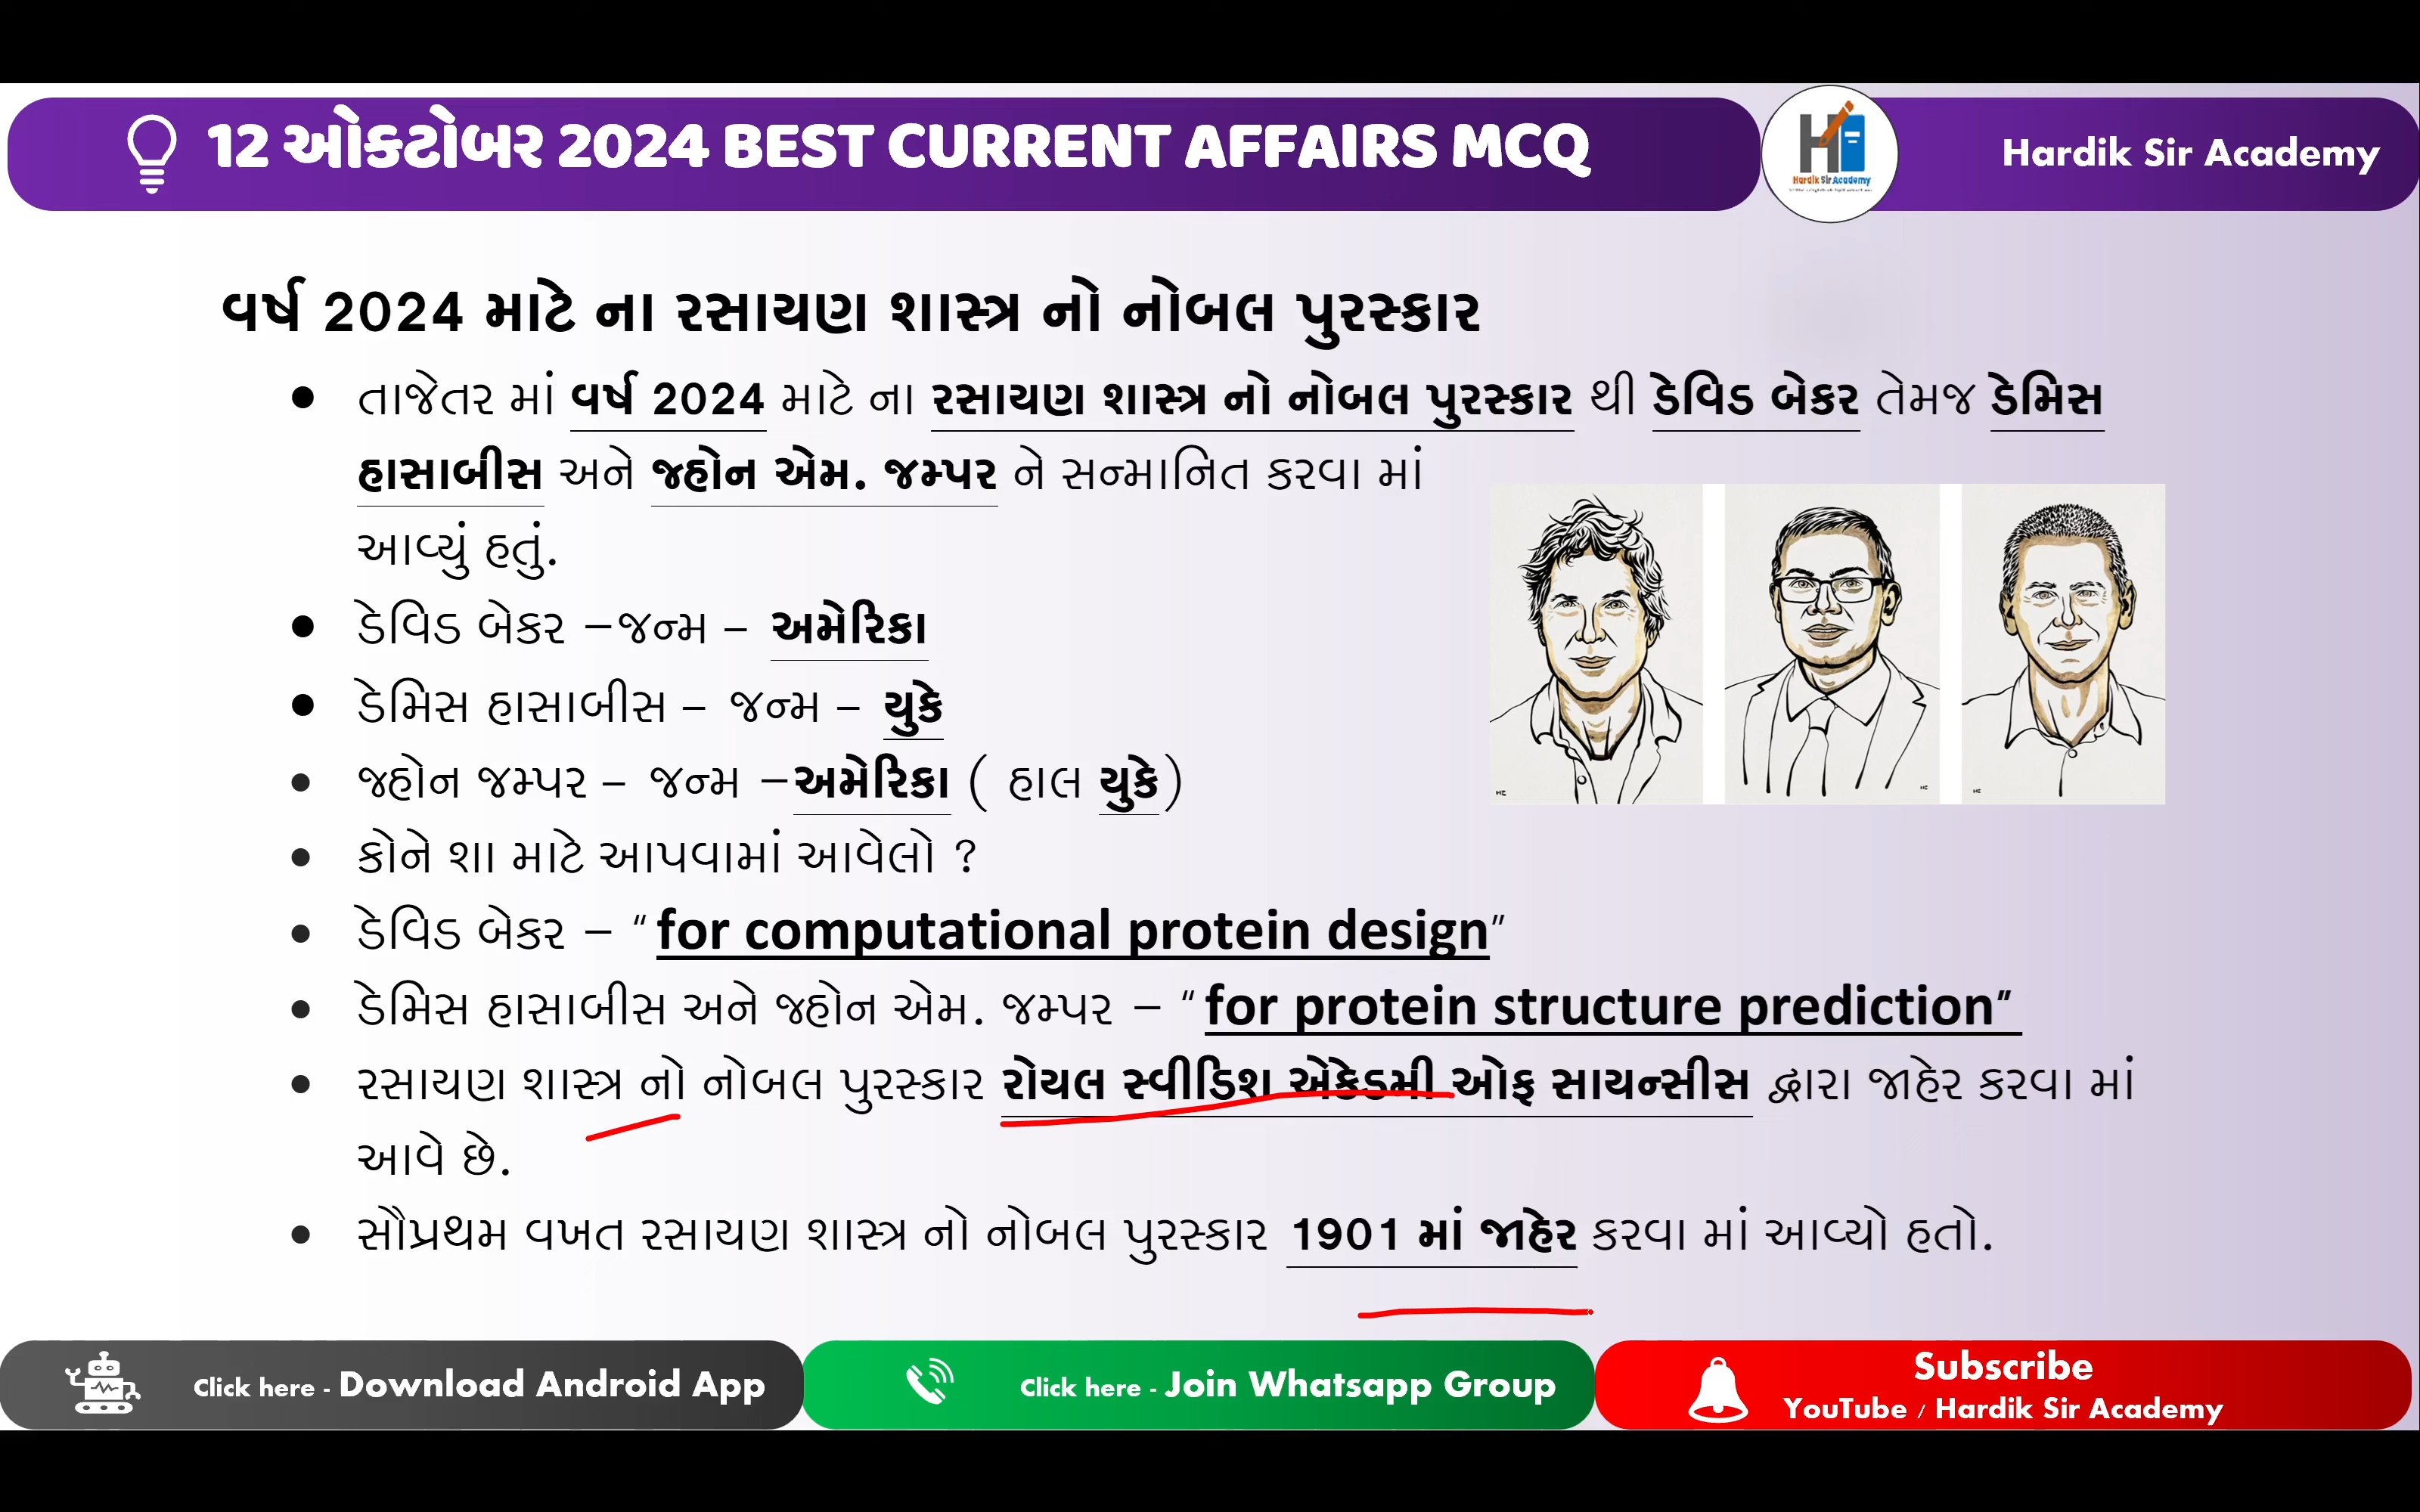 12 ઓક્ટોબર 2024 BEST CURRENT AFFAIRS MCQ
Hardik Sir Academy
Hardik Sir Academy
વર્ષ 2024 માટે ના રસાયણ શાસ્ત્ર નો નોબલ પુરસ્કાર
તાજેતર માં વર્ષ 2024 માટે ના રસાયણ શાસ્ત્ર નો નોબલ પુરસ્કાર થી ડેવિડ બેકર તેમજ ડેમિસ
હાસાબીસ અને જ્હોન એમ. જમ્પર ને સન્માનિત કરવા માં
આવ્યું હતું.
ડેવિડ બેકર –જન્મ – અમેરિકા
ડેમિસ હાસાબીસ – જન્મ – યુકે
જ્હોન જમ્પર – જન્મ –અમેરિકા ( હાલ યુકે)
કોને શા માટે આપવામાં આવેલો ?
ડેવિડ બેકર – “for computational protein design”
ડેમિસ હાસાબીસ અને જ્હોન એમ. જમ્પર – “for protein structure prediction”
રસાયણ શાસ્ત્ર નો નોબલ પુરસ્કાર રોયલ સ્વીડિશ એકેડમી ઓફ સાયન્સીસ દ્વારા જાહેર કરવા માં
આવે છે.
સૌપ્રથમ વખત રસાયણ શાસ્ત્ર નો નોબલ પુરસ્કાર 1901 માં જાહેર કરવા માં આવ્યો હતો.
Click here - Download Android App
Click here - Join Whatsapp Group
Subscribe
YouTube / Hardik Sir Academy